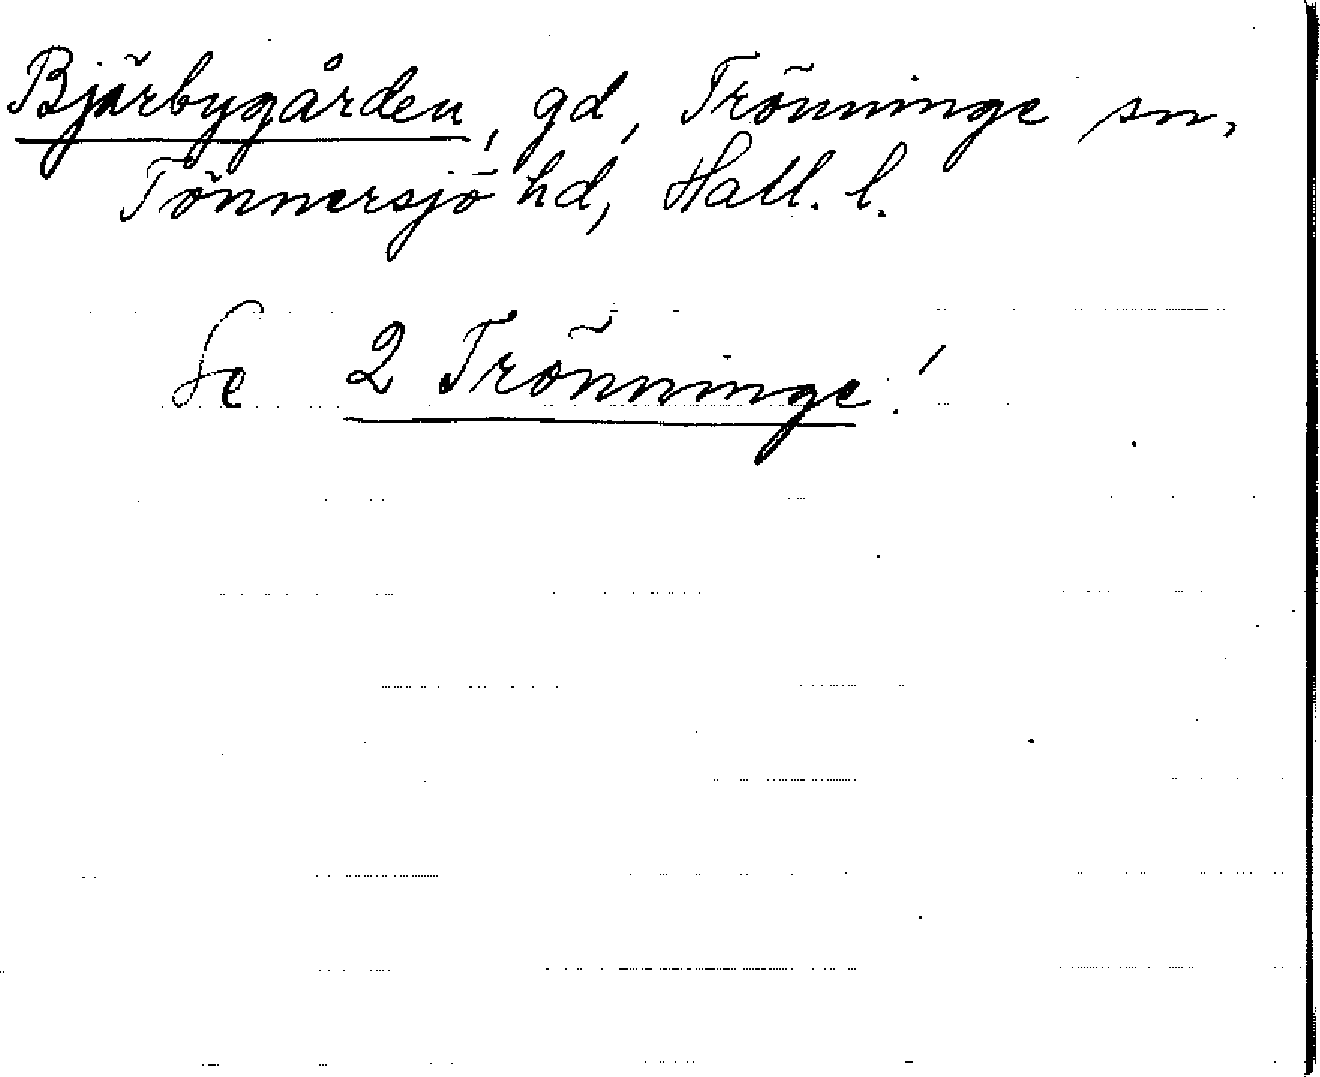 Bjärbygården, gd, Trönninge sn,
Tönnersjö hd, Hall. l.
Se 2 Trönninge!